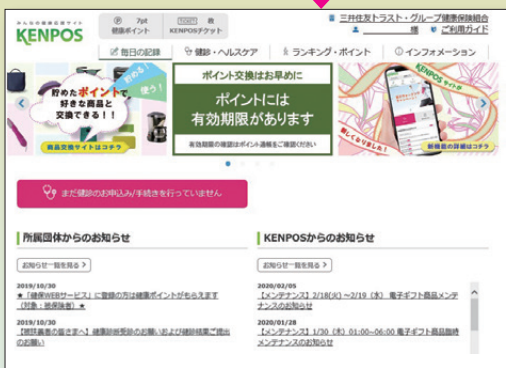 みんなの健康応援サイト
KENPOS
7pt
健康ポイント
TICKET 枚
KENPOSチケット
三井住友トラスト・グループ健康保険組合
様 ご利用ガイド
毎日の記録
健診・ヘルスケア
ランキング・ポイント
インフォメーション
貯める!
使う!
貯めたポイントで
好きな商品と
交換できる!!
商品交換サイトはコチラ
ポイント交換はお早めに
ポイントには
有効期限があります
有効期限の確認はポイント通帳をご確認ください
KENPOSサイトが
新しくなりました!
新機能の詳細はコチラ
まだ健診のお申込み/手続きを行っていません
所属団体からのお知らせ
お知らせ一覧を見る >
2019/10/30
★「健保WEBサービス」に登録の方は健康ポイントがもらえます
(対象:被保険者)★
2019/10/30
【被扶養者の皆さまへ】健康診断受診のお願いおよび健診結果ご提出
のお願い
KENPOSからのお知らせ
お知らせ一覧を見る >
2020/02/05
【メンテナンス】2/18(火)~2/19(水) 電子ギフト商品メンテ
ナンスのお知らせ
2020/01/28
【メンテナンス】1/30(木)01:00~06:00 電子ギフト商品臨時
メンテナンスのお知らせ